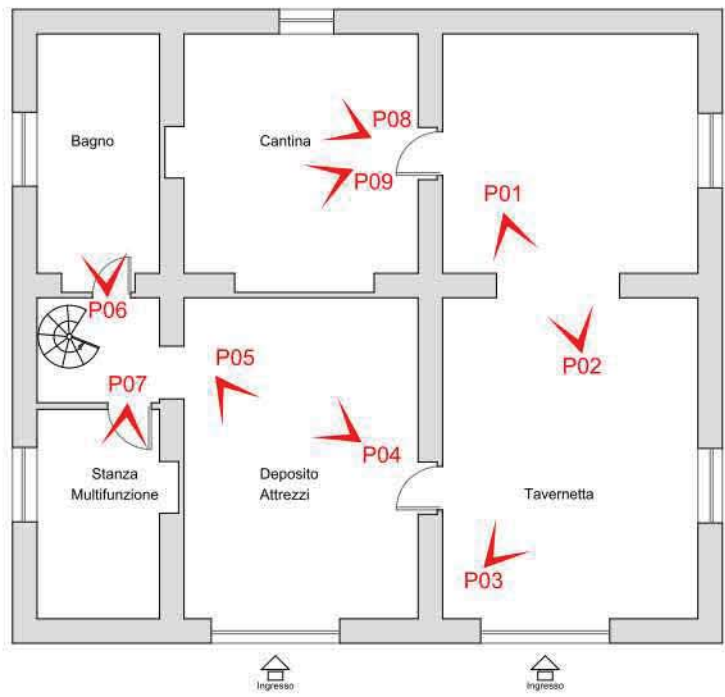 P08
Bagno
Cantina
P09
P01
P06
P02
P05
P07
P04
Stanza
Multifunzione
Deposito
Attrezzi
Tavernetta
P03
Ingresso
Ingresso